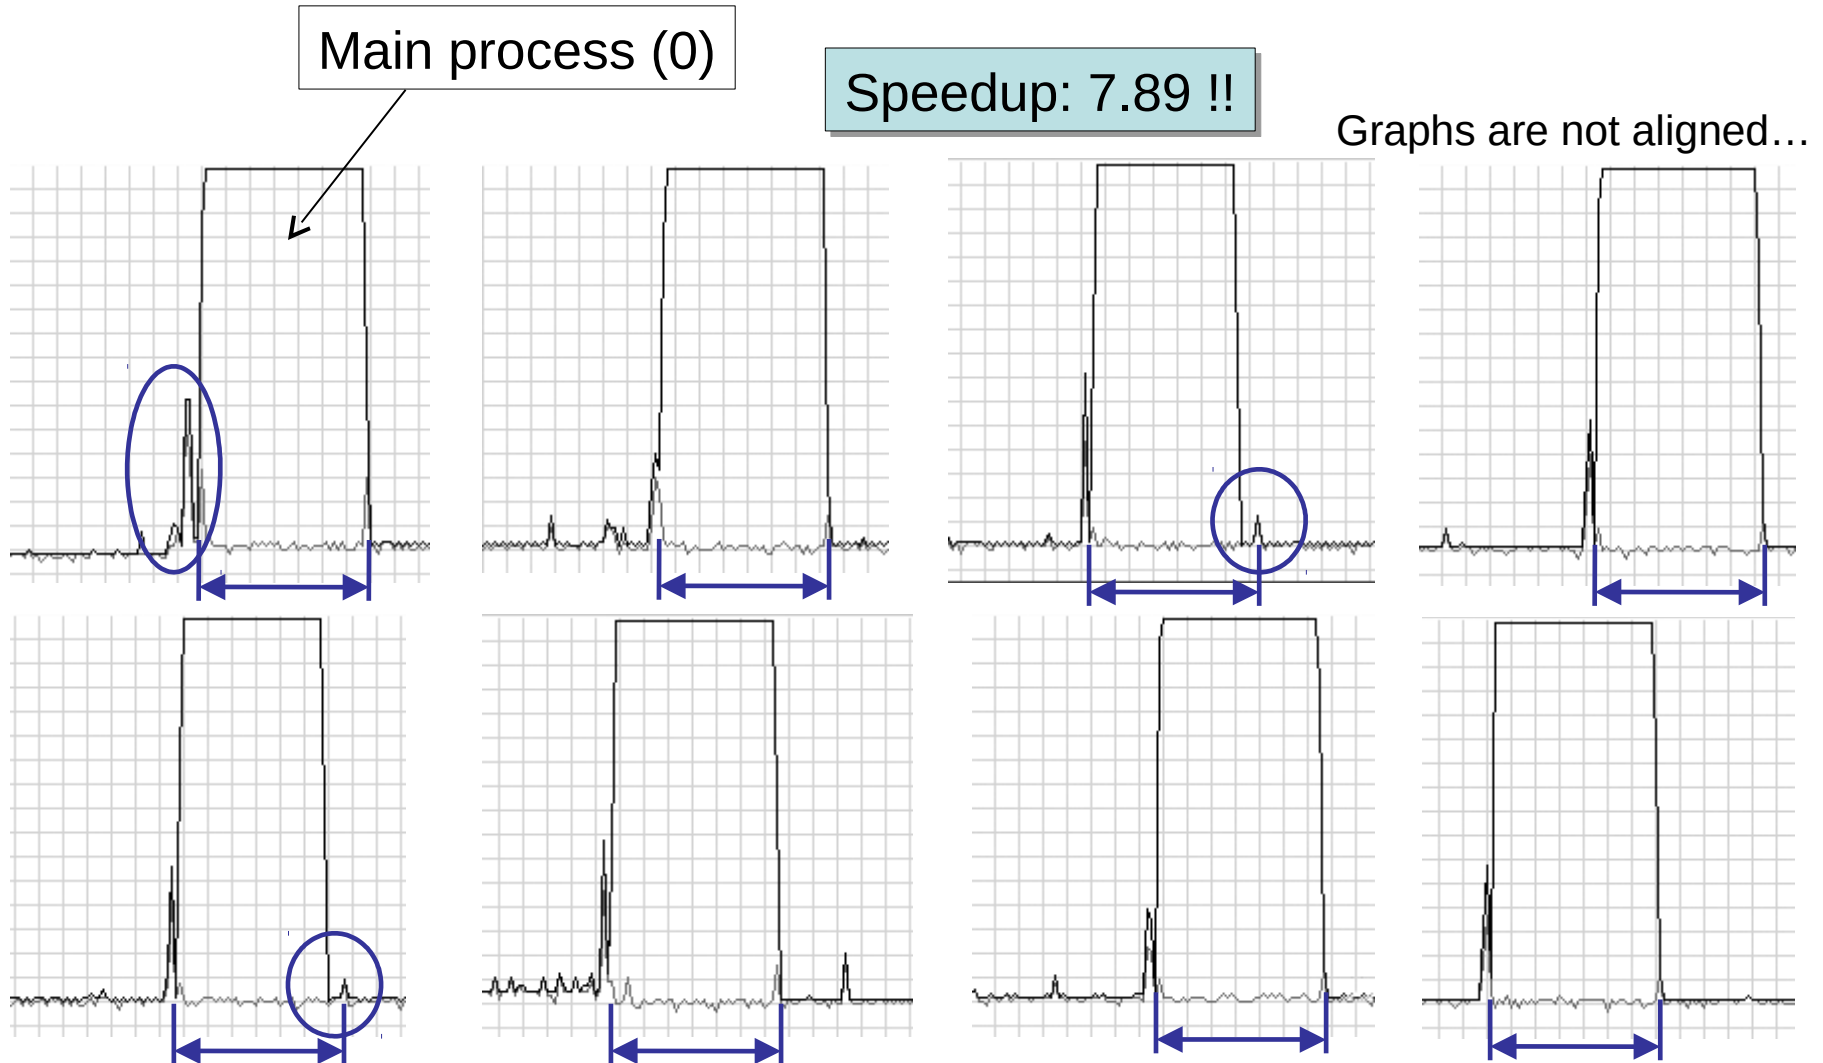 Main process (0)
Speedup: 7.89 !!
Graphs are not aligned…